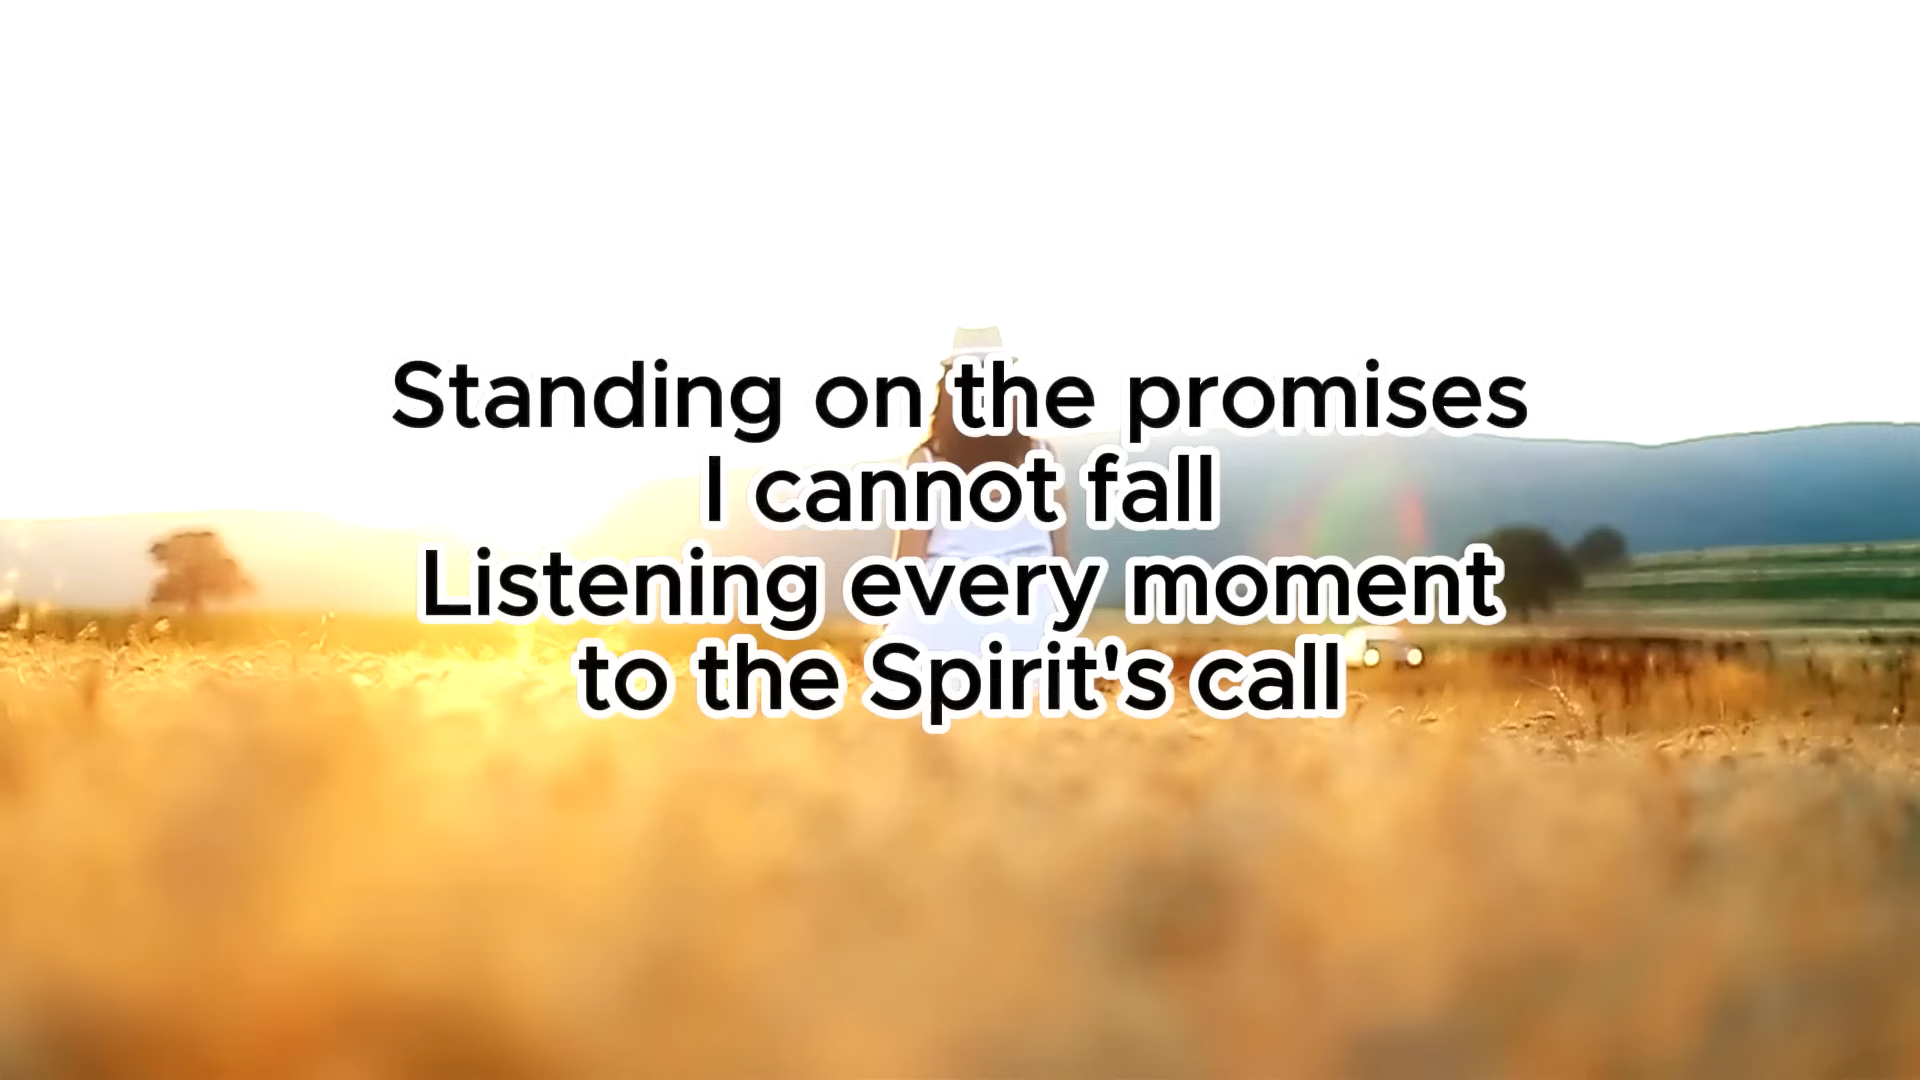 Standing on the promises
I cannot fall
Listening every moment
to the Spirit's call